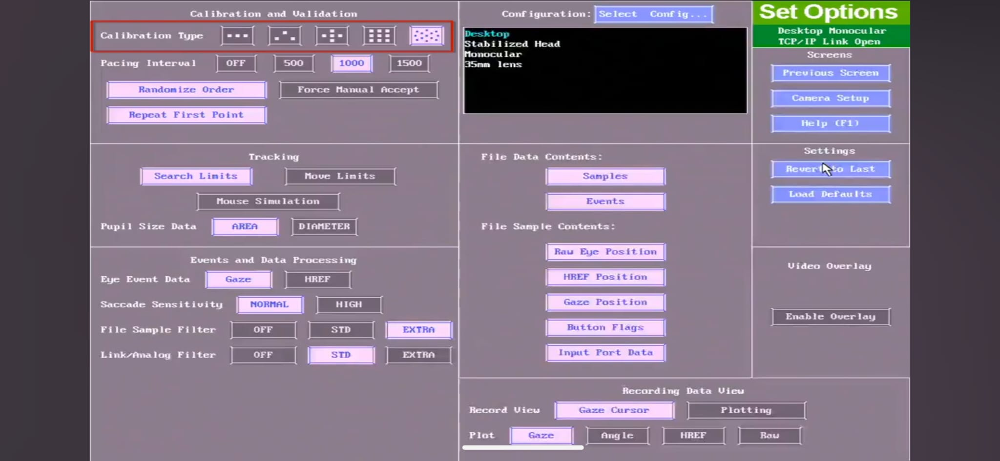 Calibration and Validation
Calibration Type
Pacing Interval OFF 500 1000 1500
Randomize Order Force Manual Accept
Repeat First Point
Tracking
Search Limits Move Limits
Mouse Simulation
Pupil Size Data AREA DIAMETER
Events and Data Processing
Eye Event Data Gaze HREF
Saccade Sensitivity NORMAL HIGH
File Sample Filter OFF STD EXTRA
Link/Analog Filter OFF STD EXTRA
Configuration: Select Config...
Desktop
Stabilized Head
Monocular
35mm lens
File Data Contents:
Samples
Events
File Sample Contents:
Raw Eye Position
HREF Position
Gaze Position
Button Flags
Input Port Data
Recording Data View
Record View Gaze Cursor Plotting
Plot Gaze Angle HREF Raw
Set Options
Desktop Monocular
TCP/IP Link Open
Screens
Previous Screen
Camera Setup
Help (F1)
Settings
Revert to Last
Load Defaults
Video Overlay
Enable Overlay